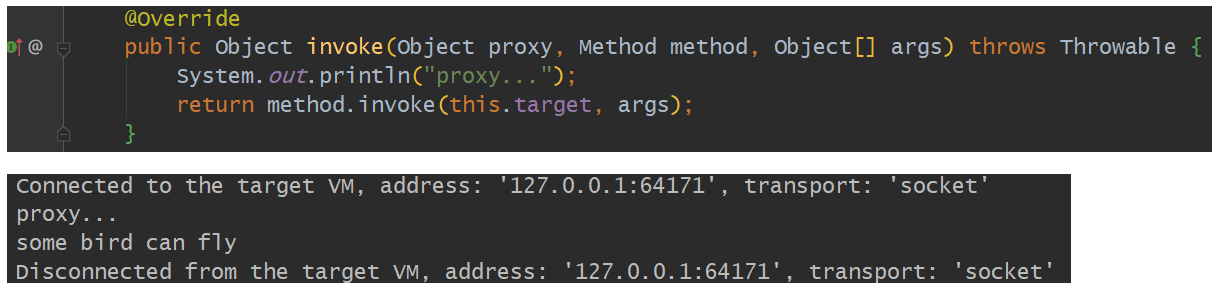 @Override
@ public Object invoke(Object proxy, Method method, Object[] args) throws Throwable {
System.out.println("proxy...");
return method.invoke(this.target, args);
}
Connected to the target VM, address: '127.0.0.1:64171', transport: 'socket'
proxy...
some bird can fly
Disconnected from the target VM, address: '127.0.0.1:64171', transport: 'socket'